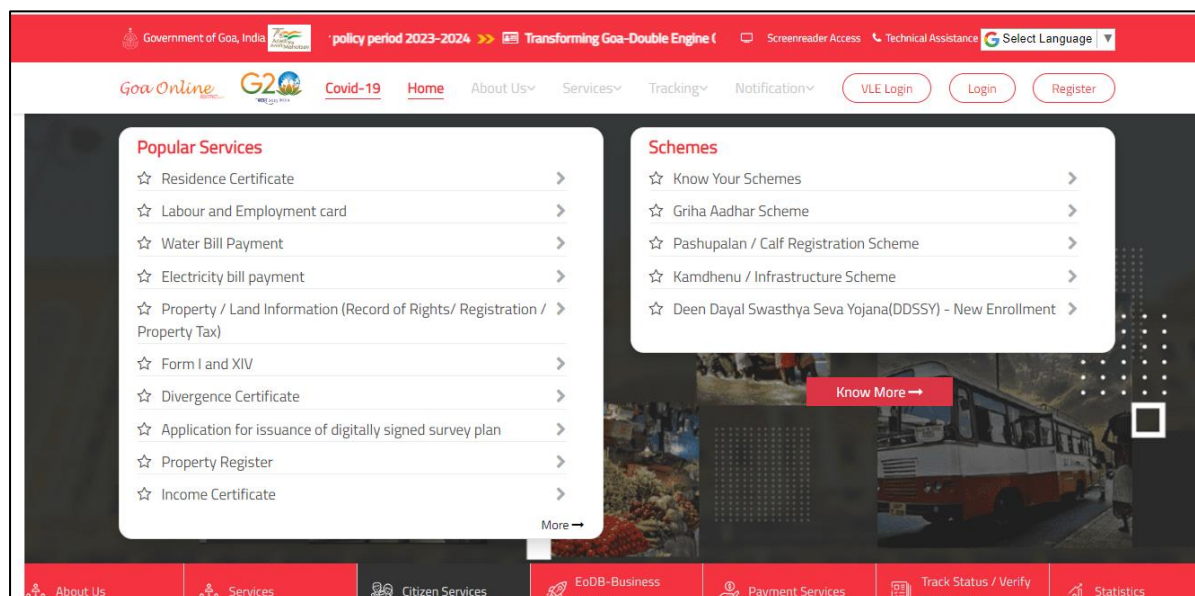 Government of Goa, India
policy period 2023-2024 >> Transforming Goa-Double Engine (
Screenreader Access
Technical Assistance
Select Language ▼
Goa Online
G20
Covid-19
Home
About Us
Services
Tracking
Notification
VLE Login
Login
Register
Popular Services
Residence Certificate
Labour and Employment card
Water Bill Payment
Electricity bill payment
Property / Land Information (Record of Rights/ Registration /
Property Tax)
Form I and XIV
Divergence Certificate
Application for issuance of digitally signed survey plan
Property Register
Income Certificate
More →
Schemes
Know Your Schemes
Griha Aadhar Scheme
Pashupalan / Calf Registration Scheme
Kamdhenu / Infrastructure Scheme
Deen Dayal Swasthya Seva Yojana(DDSSY) - New Enrollment
Know More →
About Us
Services
Citizen Services
EoDB-Business
Payment Services
Track Status / Verify
Statistics